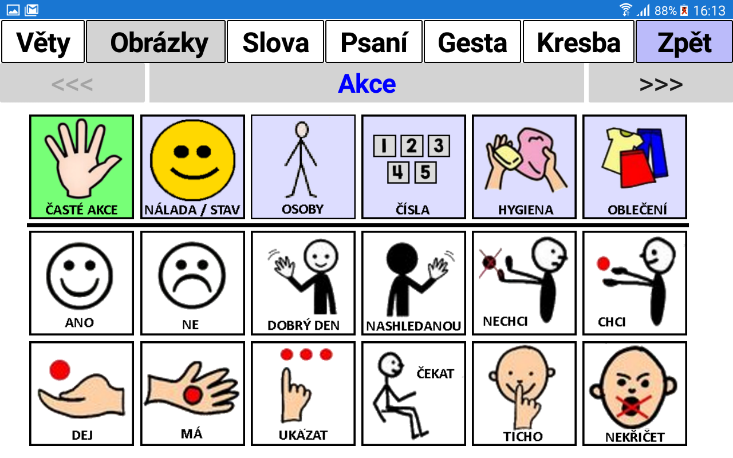 88% 16:13
Věty Obrázky Slova Psaní Gesta Kresba Zpět
<<< Akce >>>
ČASTÉ AKCE NÁLADA / STAV OSOBY ČÍSLA HYGIENA OBLEČENÍ
1 2 3
4 5
ANO NE DOBRÝ DEN NASHLEDANOU NECHCI CHCI
DEJ MÁ UKÁZAT ČEKAT TICHO NEKŘIČET